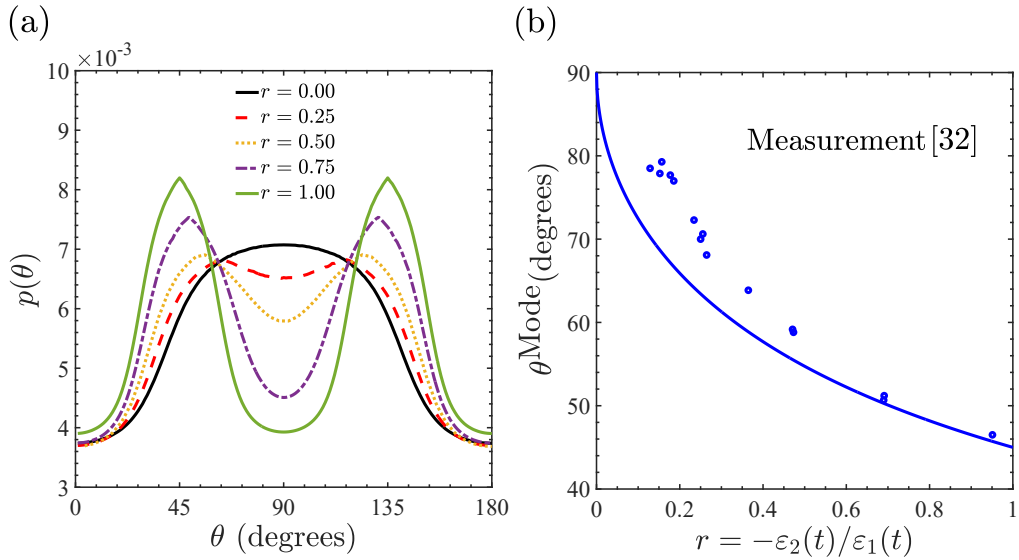 (a)
×10⁻³
10
9
8
7
6
5
4
3
p(θ)
r = 0.00
r = 0.25
r = 0.50
r = 0.75
r = 1.00
0 45 90 135 180
θ (degrees)
(b)
90
80
70
60
50
40
θ^Mode (degrees)
Measurement [32]
0 0.2 0.4 0.6 0.8 1
r = −ε₂(t)/ε₁(t)